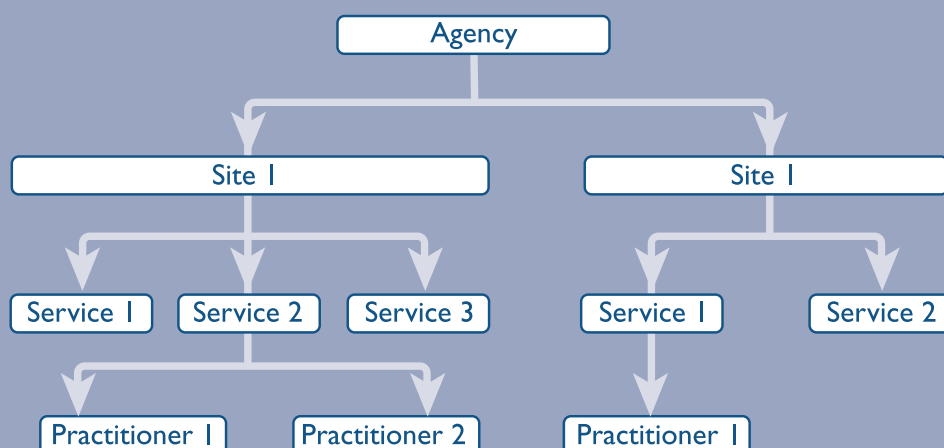 Agency
Site 1
Site 1
Service 1
Service 2
Service 3
Service 1
Service 2
Practitioner 1
Practitioner 2
Practitioner 1